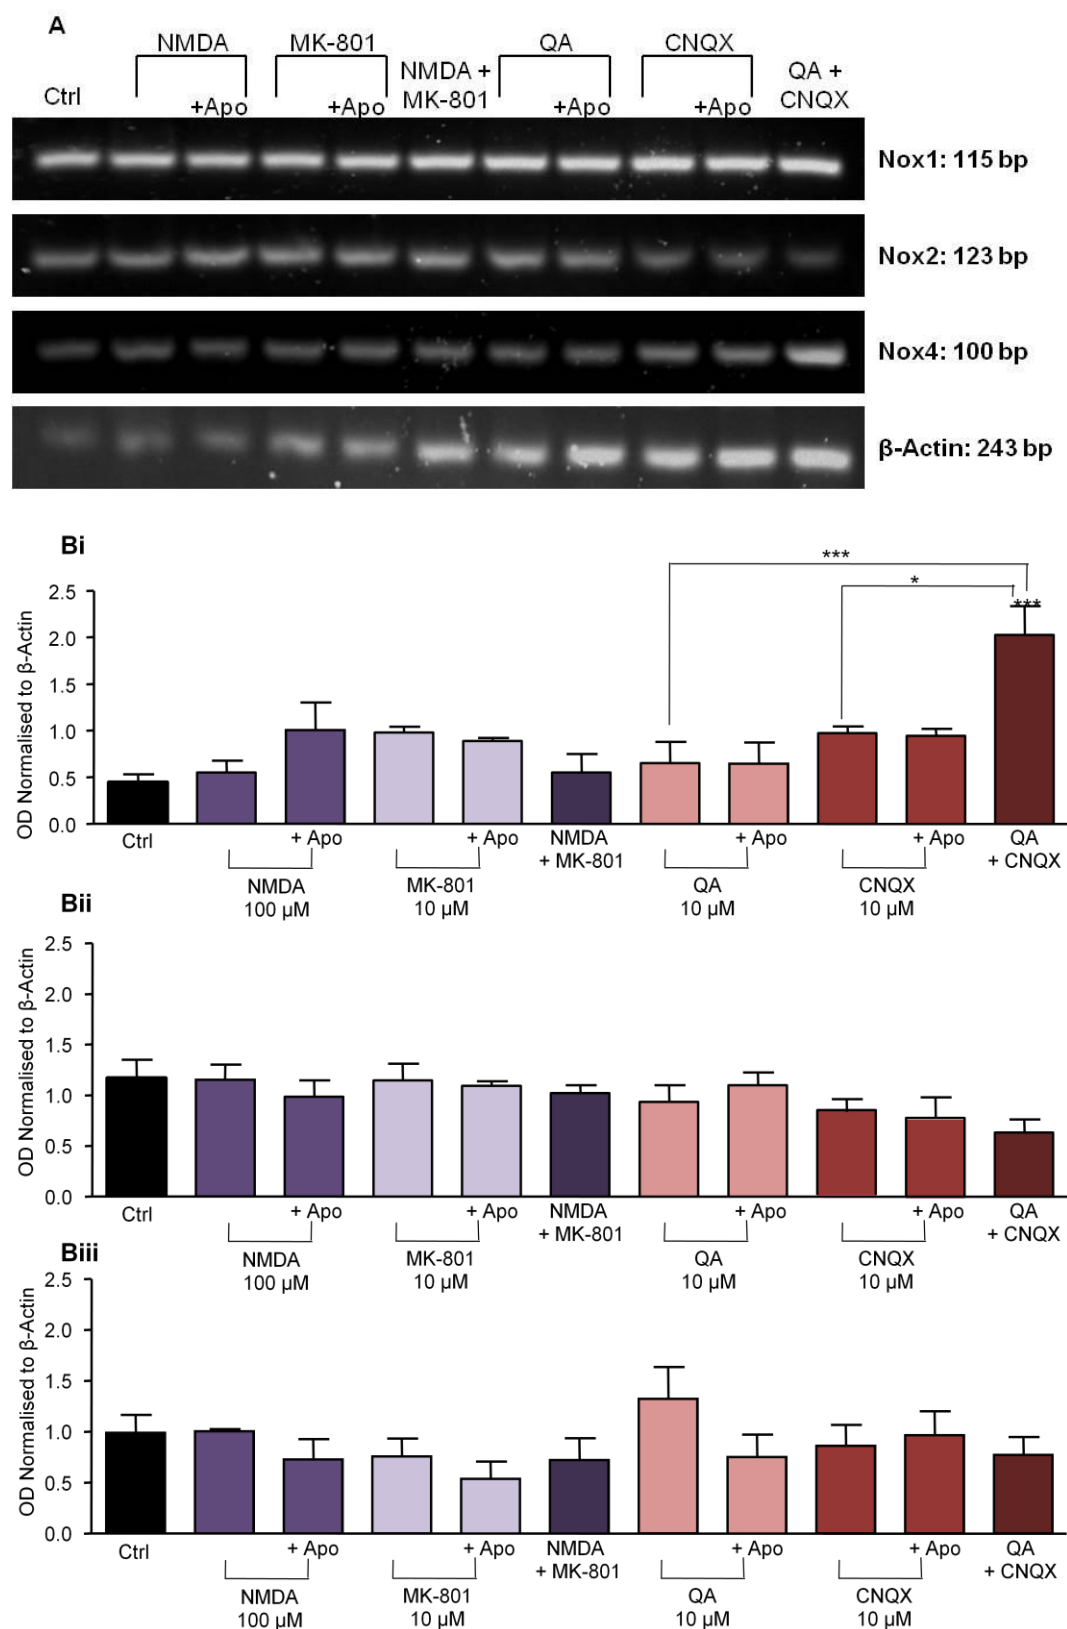 A
NMDA MK-801 QA CNQX
Ctrl +Apo +Apo NMDA + MK-801 +Apo +Apo QA + CNQX
Nox1: 115 bp
Nox2: 123 bp
Nox4: 100 bp
β-Actin: 243 bp
Bi
***
*
***
OD Normalised to β-Actin
2.5
2.0
1.5
1.0
0.5
0.0
Ctrl + Apo + Apo NMDA + Apo + Apo QA
+ MK-801 + CNQX
NMDA MK-801 QA CNQX
100 µM 10 µM 10 µM 10 µM
Bii
OD Normalised to β-Actin
2.5
2.0
1.5
1.0
0.5
0.0
Ctrl + Apo + Apo NMDA + Apo + Apo QA
+ MK-801 + CNQX
NMDA MK-801 QA CNQX
100 µM 10 µM 10 µM 10 µM
Biii
OD Normalised to β-Actin
2.5
2.0
1.5
1.0
0.5
0.0
Ctrl + Apo + Apo NMDA + Apo + Apo QA
+ MK-801 + CNQX
NMDA MK-801 QA CNQX
100 µM 10 µM 10 µM 10 µM